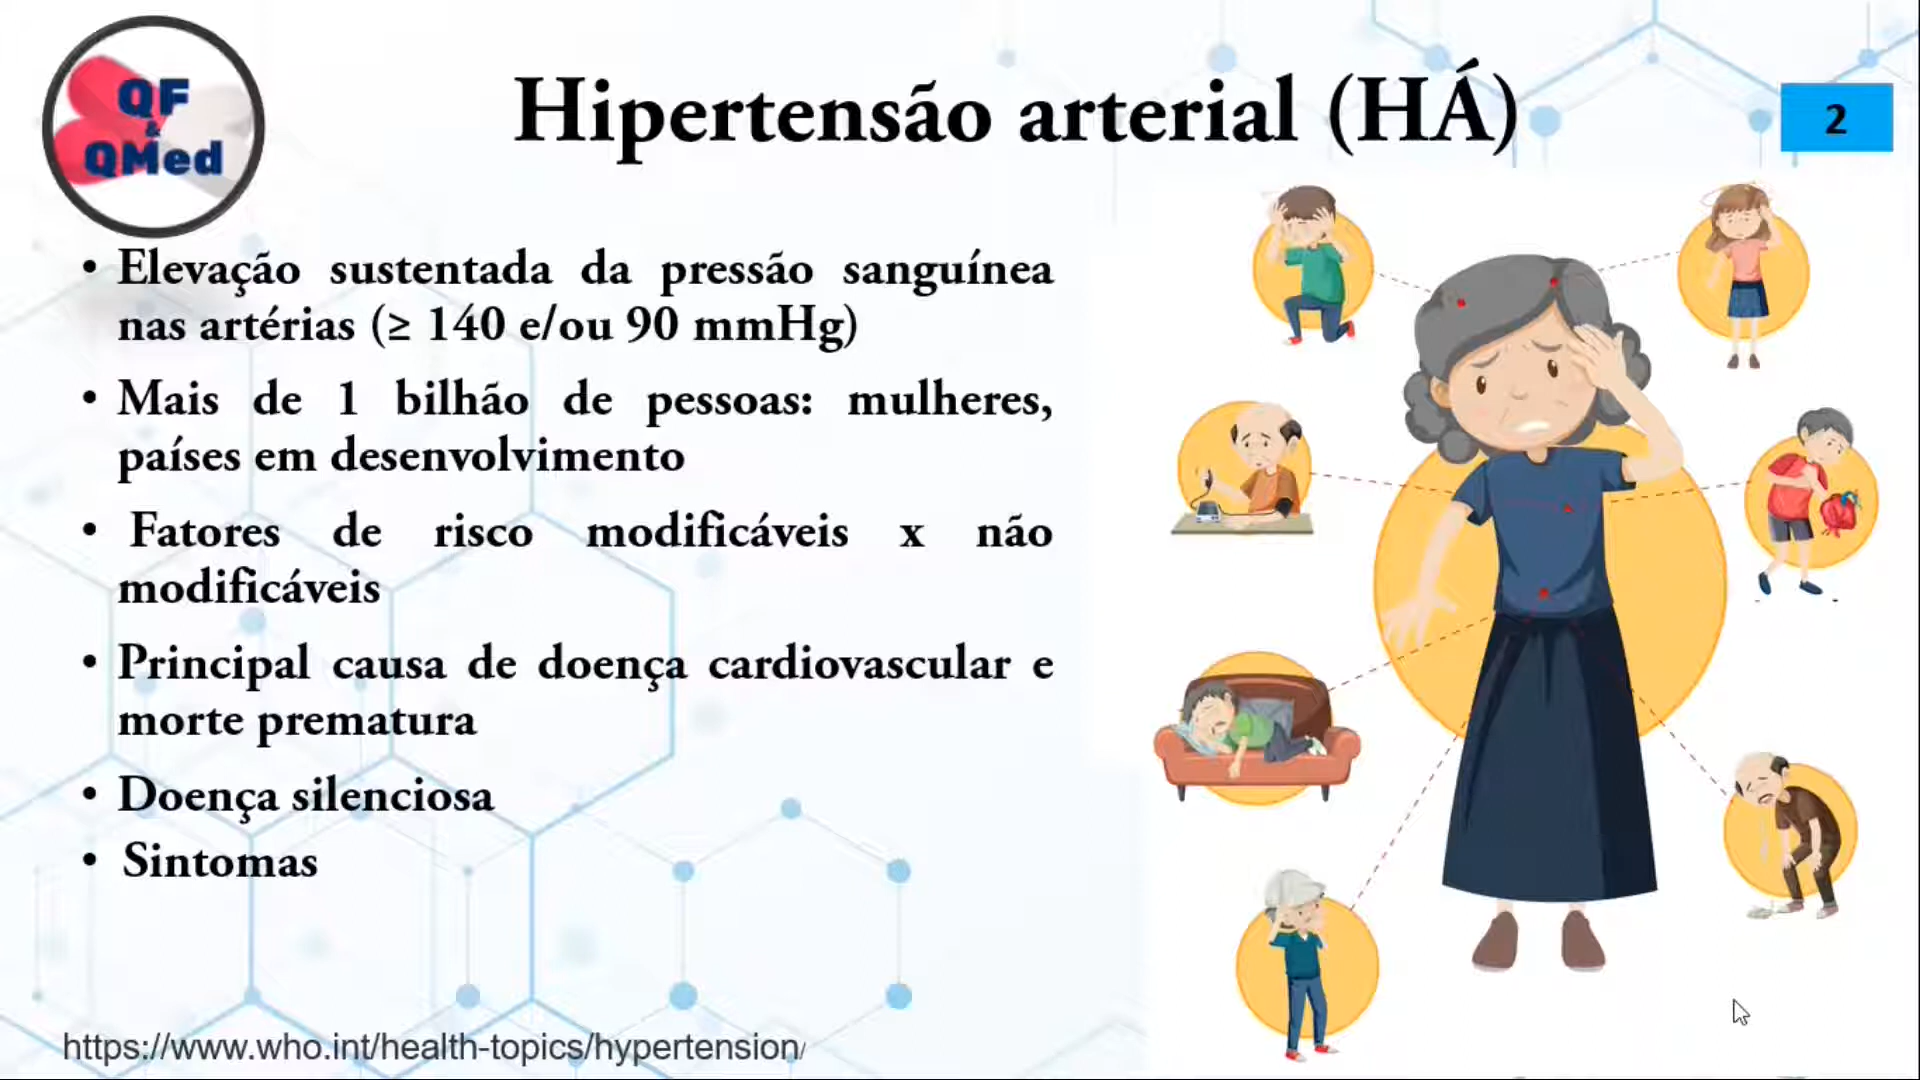 QF
&
QMed
Hipertensão arterial (HÁ)
2
• Elevação sustentada da pressão sanguínea
nas artérias (≥ 140 e/ou 90 mmHg)
• Mais de 1 bilhão de pessoas: mulheres,
países em desenvolvimento
• Fatores de risco modificáveis x não
modificáveis
• Principal causa de doença cardiovascular e
morte prematura
• Doença silenciosa
• Sintomas
https://www.who.int/health-topics/hypertension/